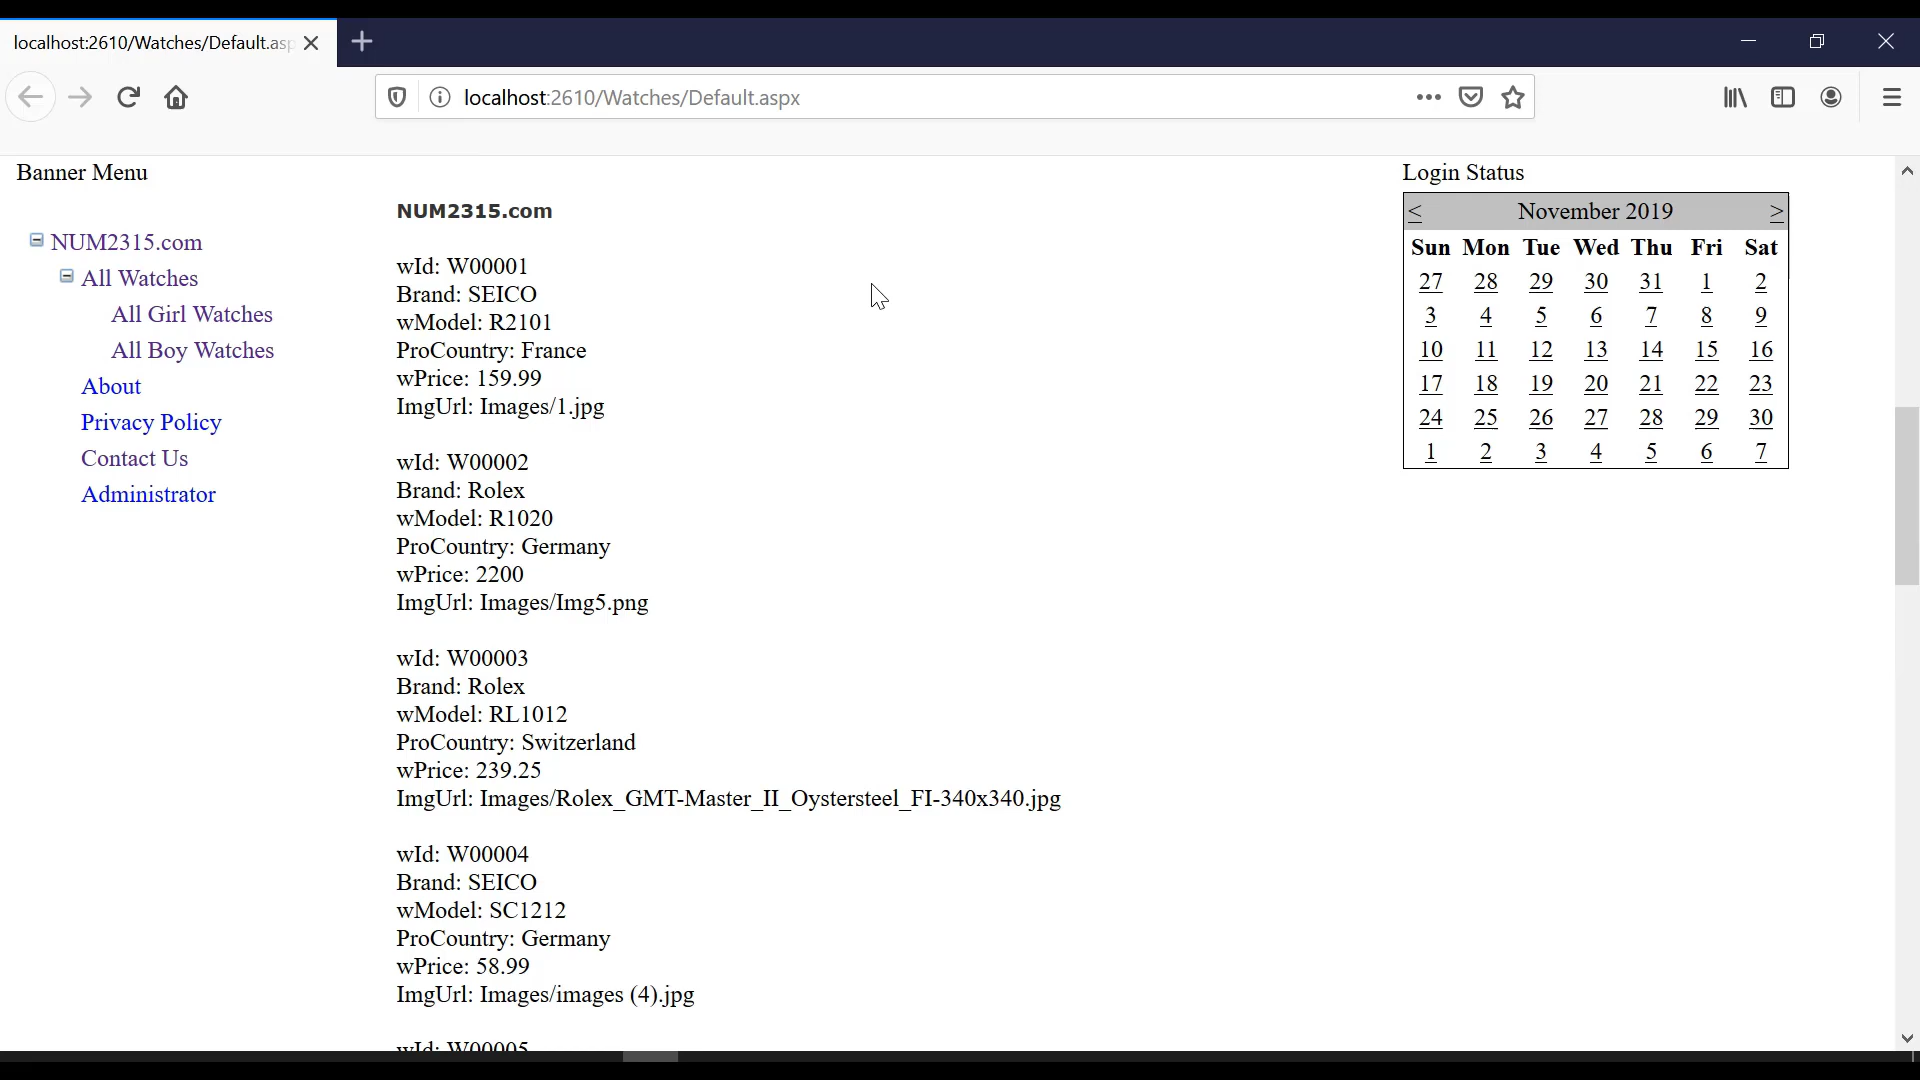 localhost:2610/Watches/Default.asp
localhost:2610/Watches/Default.aspx
Banner Menu
NUM2315.com
All Watches
All Girl Watches
All Boy Watches
About
Privacy Policy
Contact Us
Administrator
NUM2315.com
wId: W00001
Brand: SEICO
wModel: R2101
ProCountry: France
wPrice: 159.99
ImgUrl: Images/1.jpg
wId: W00002
Brand: Rolex
wModel: R1020
ProCountry: Germany
wPrice: 2200
ImgUrl: Images/Img5.png
wId: W00003
Brand: Rolex
wModel: RL1012
ProCountry: Switzerland
wPrice: 239.25
ImgUrl: Images/Rolex_GMT-Master_II_Oystersteel_FI-340x340.jpg
wId: W00004
Brand: SEICO
wModel: SC1212
ProCountry: Germany
wPrice: 58.99
ImgUrl: Images/images (4).jpg
wId: W00005
Login Status
< November 2019 >
Sun Mon Tue Wed Thu Fri Sat
27 28 29 30 31 1 2
3 4 5 6 7 8 9
10 11 12 13 14 15 16
17 18 19 20 21 22 23
24 25 26 27 28 29 30
1 2 3 4 5 6 7